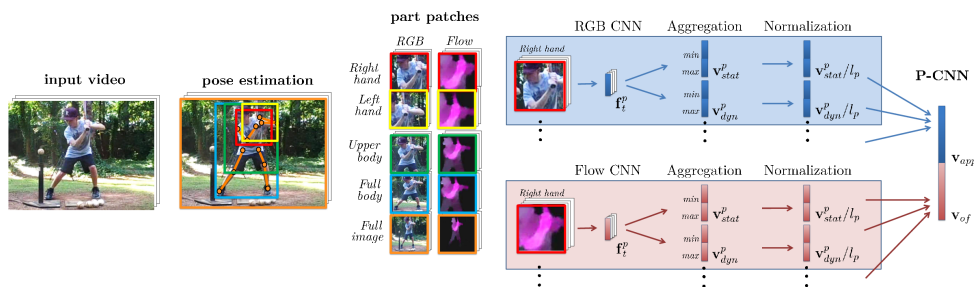 input video
pose estimation
part patches
RGB Flow
Right hand
Left hand
Upper body
Full body
Full image
RGB CNN Aggregation Normalization
Right hand
f_t^p
min
max
v_stat^p
v_stat^p/l_p
min
max
v_dyn^p
v_dyn^p/l_p
Flow CNN Aggregation Normalization
Right hand
f_t^p
min
max
v_stat^p
v_stat^p/l_p
min
max
v_dyn^p
v_dyn^p/l_p
P-CNN
v_app
v_of